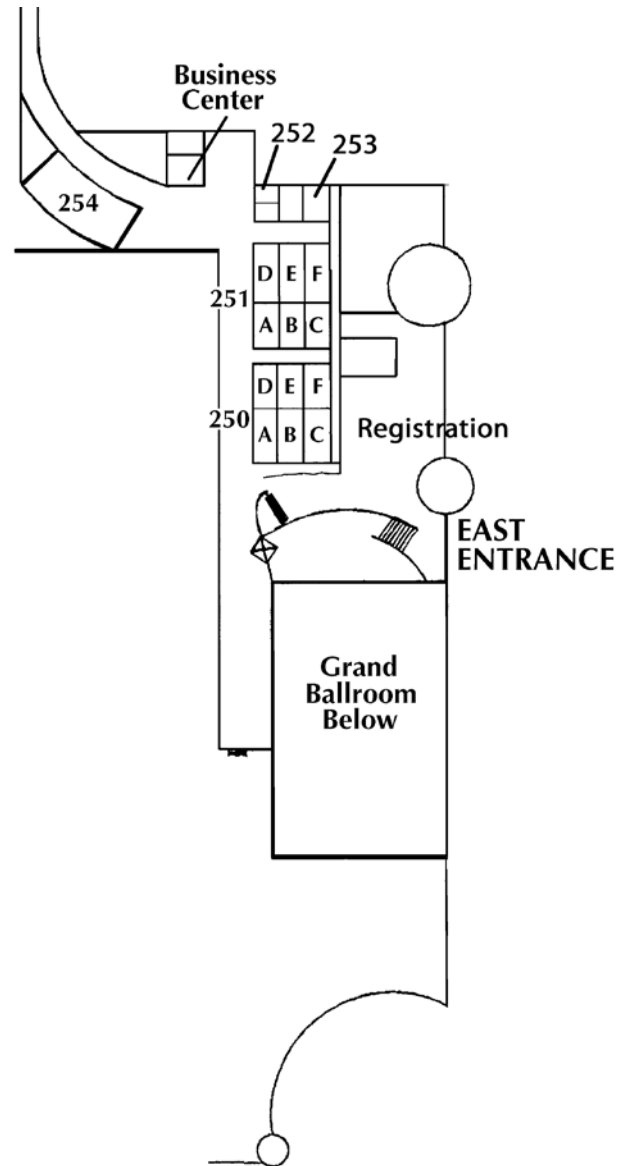 Business
Center
252
253
254
D E F
251
A B C
D E F
250
A B C
Registration
EAST
ENTRANCE
Grand
Ballroom
Below